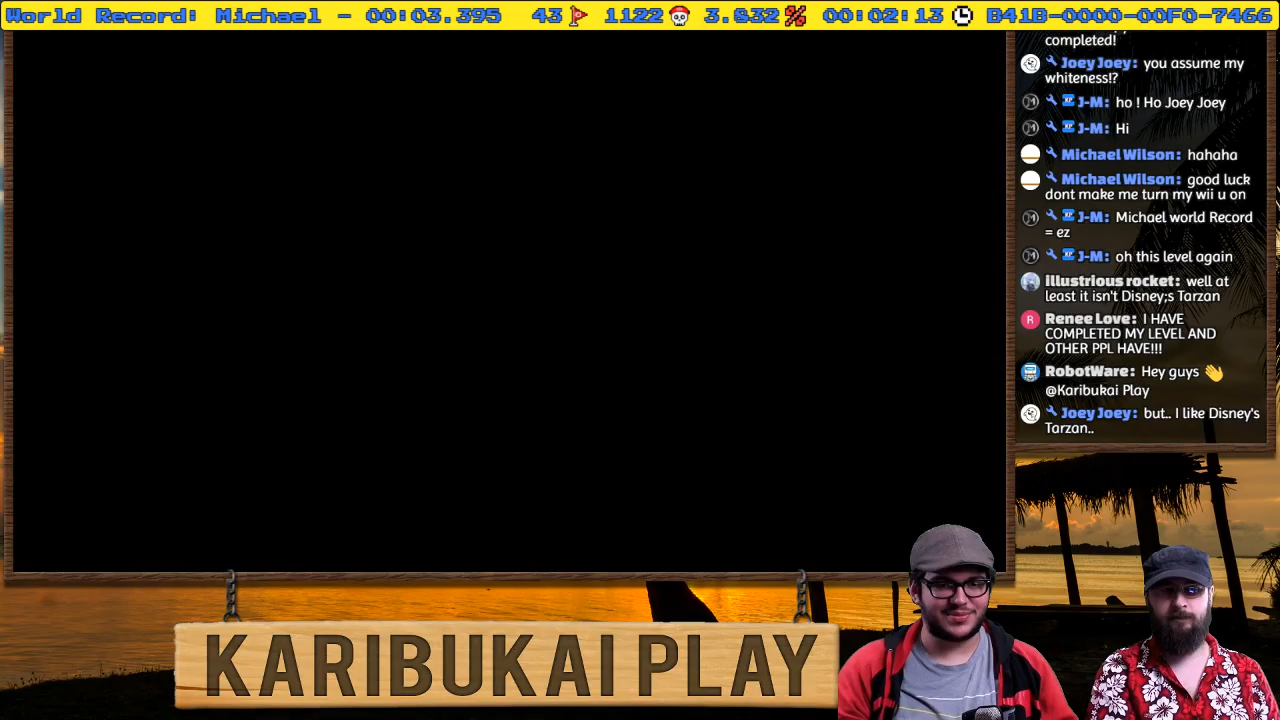 World Record: Michael - 00:03.395 43 1122 3.832 00:02:13 B41B-0000-00F0-7466
completed!
Joey Joey: you assume my
whiteness!?
J-M: ho ! Ho Joey Joey
J-M: Hi
Michael Wilson: hahaha
Michael Wilson: good luck
dont make me turn my wii u on
J-M: Michael world Record
= ez
J-M: oh this level again
illustrious rocket: well at
least it isn't Disney;s Tarzan
Renee Love: I HAVE
COMPLETED MY LEVEL AND
OTHER PPL HAVE!!!
RobotWare: Hey guys 👋
@Karibukai Play
Joey Joey: but.. I like Disney's
Tarzan..
KARIBUKAI PLAY